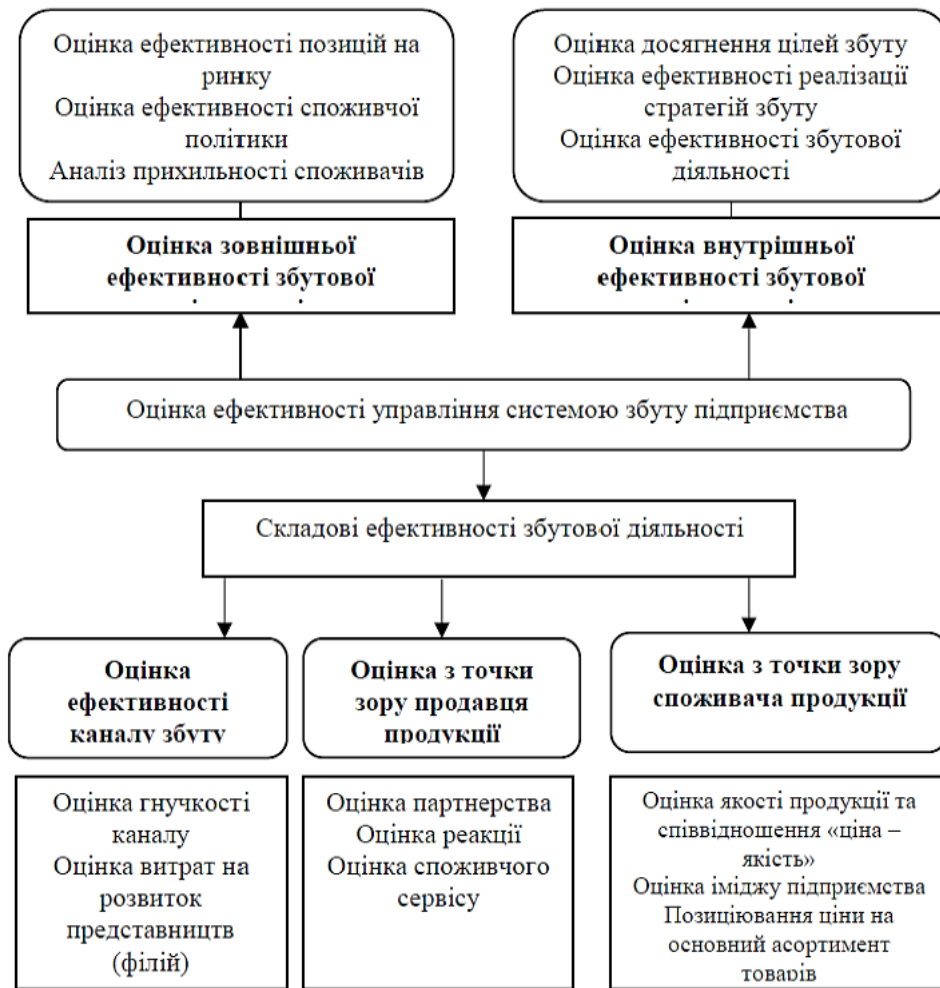 Оцінка ефективності позицій на
ринку
Оцінка ефективності споживчої
політики
Аналіз прихильності споживачів
Оцінка досягнення цілей збуту
Оцінка ефективності реалізації
стратегій збуту
Оцінка ефективності збутової
діяльності
Оцінка зовнішньої
ефективності збутової
Оцінка внутрішньої
ефективності збутової
Оцінка ефективності управління системою збуту підприємства
Складові ефективності збутової діяльності
Оцінка
ефективності
каналу збуту
Оцінка з точки
зору продавця
продукції
Оцінка з точки зору
споживача продукції
Оцінка гнучкості
каналу
Оцінка витрат на
розвиток
представництв
(філій)
Оцінка партнерства
Оцінка реакції
Оцінка споживчого
сервісу
Оцінка якості продукції та
співвідношення «ціна –
якість»
Оцінка іміджу підприємства
Позиціювання ціни на
основний асортимент
товарів